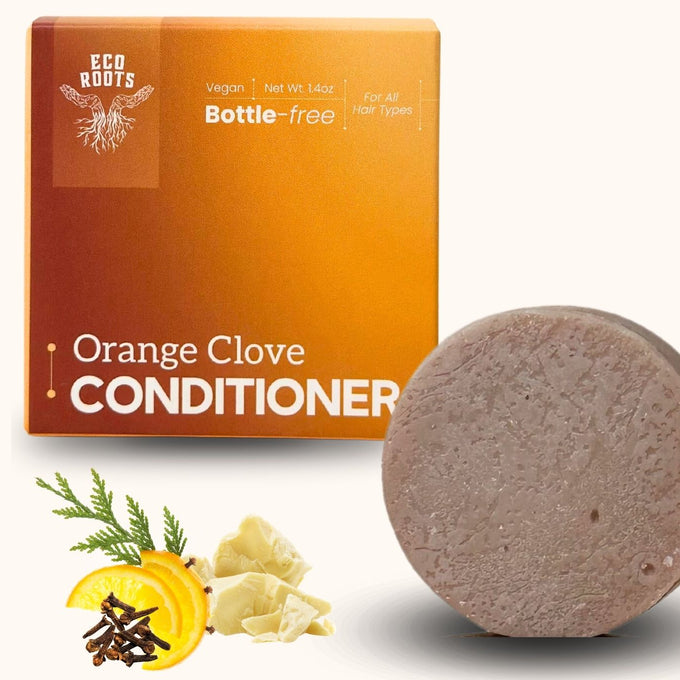 ECO
ROOTS
Vegan
Net Wt. 1.4oz
Bottle-free
For All
Hair Types
Orange Clove
CONDITIONER